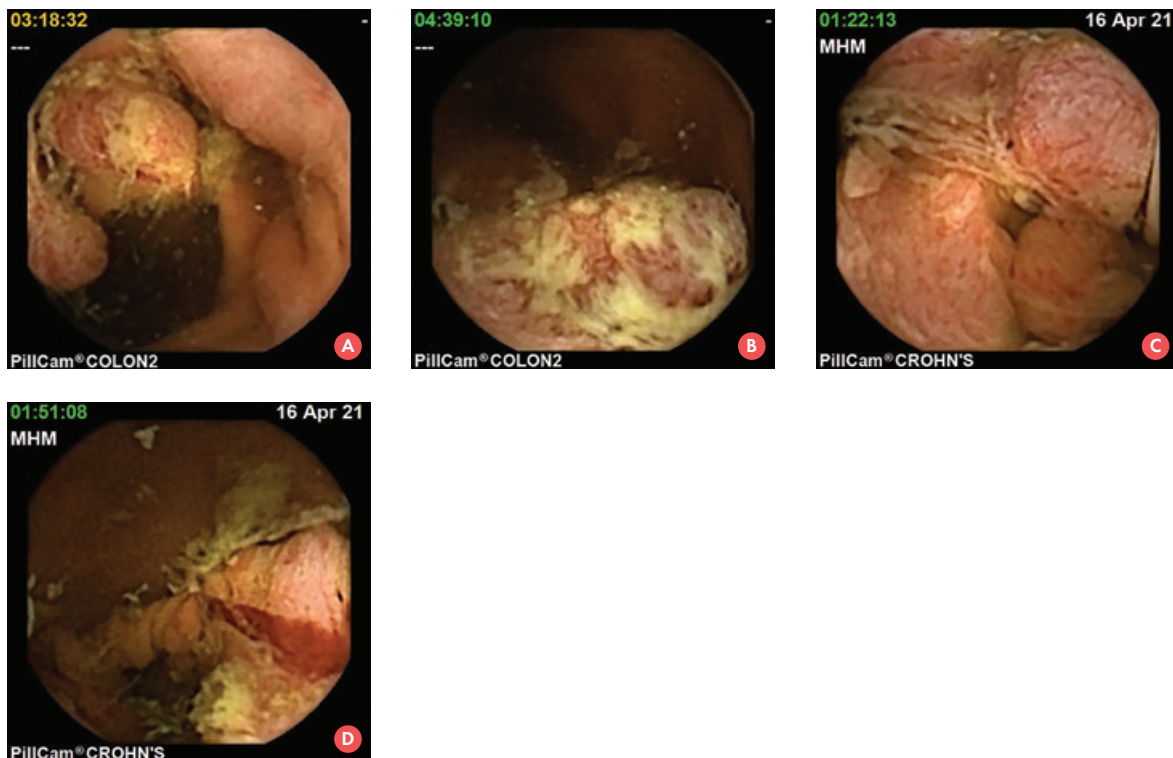 03:18:32 -
---
PillCam®COLON2 A
04:39:10 -
---
PillCam®COLON2 B
01:22:13 16 Apr 21
MHM
PillCam®CROHN'S C
01:51:08 16 Apr 21
MHM
PillCam®CROHN'S D